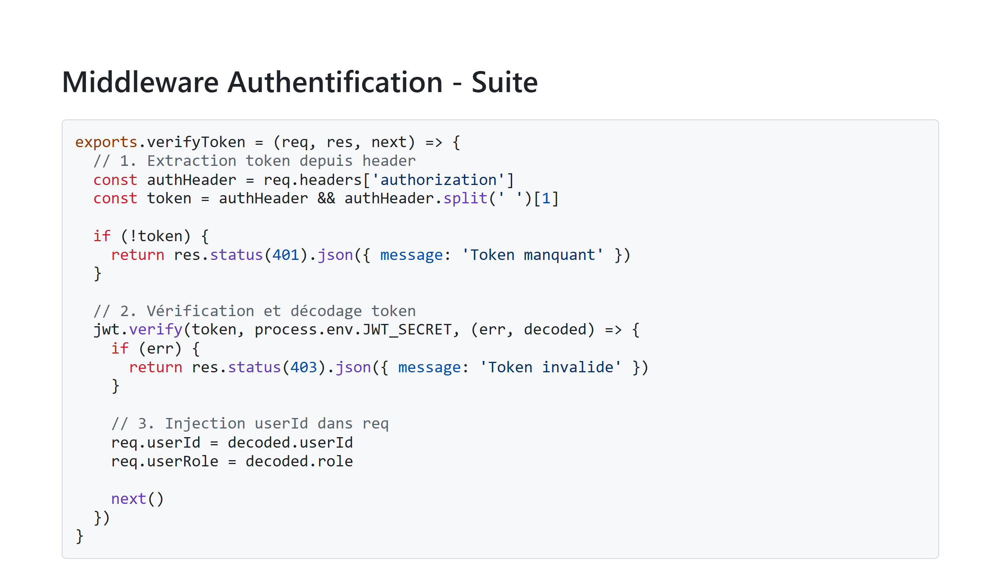 Middleware Authentification - Suite
exports.verifyToken = (req, res, next) => {
  // 1. Extraction token depuis header
  const authHeader = req.headers['authorization']
  const token = authHeader && authHeader.split(' ')[1]

  if (!token) {
    return res.status(401).json({ message: 'Token manquant' })
  }

  // 2. Vérification et décodage token
  jwt.verify(token, process.env.JWT_SECRET, (err, decoded) => {
    if (err) {
      return res.status(403).json({ message: 'Token invalide' })
    }

    // 3. Injection userId dans req
    req.userId = decoded.userId
    req.userRole = decoded.role

    next()
  })
}